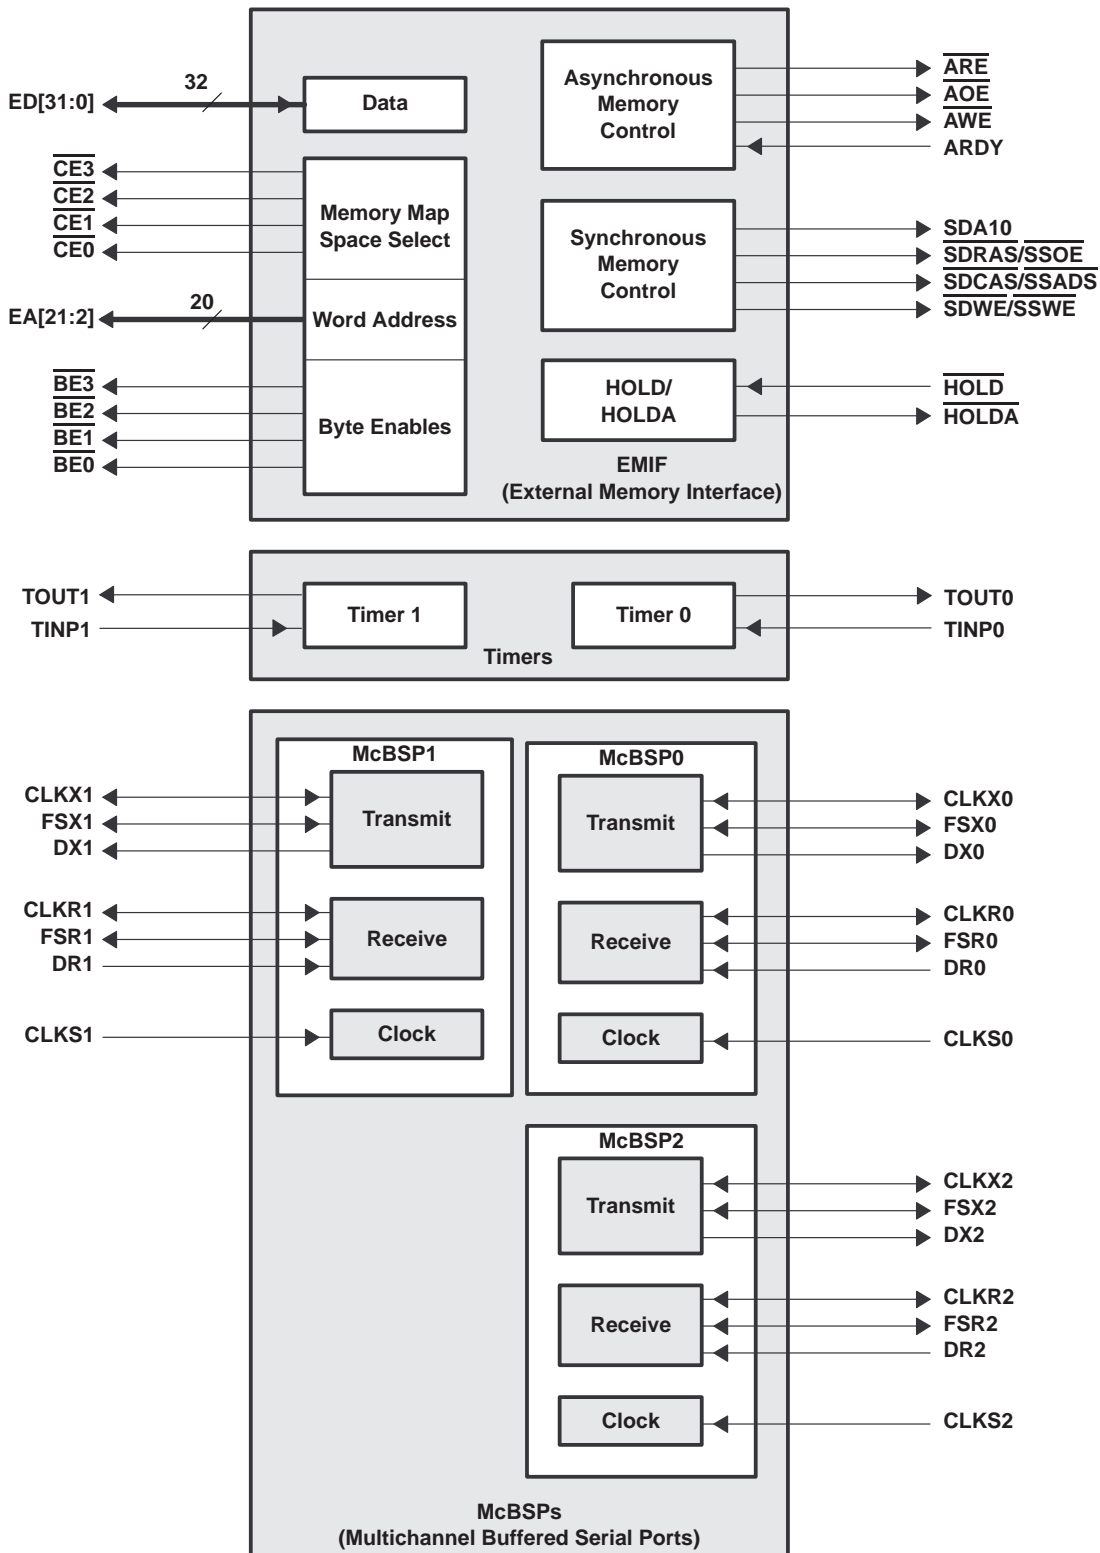 32
ED[31:0]
Data
Asynchronous
Memory
Control
ARE
AOE
AWE
ARDY
CE3
CE2
CE1
CE0
Memory Map
Space Select
Synchronous
Memory
Control
SDA10
SDRAS/SSOE
SDCAS/SSADS
SDWE/SSWE
20
EA[21:2]
Word Address
BE3
BE2
BE1
BE0
Byte Enables
HOLD/
HOLDA
HOLD
HOLDA
EMIF
(External Memory Interface)
TOUT1
TINP1
Timer 1
Timer 0
TOUT0
TINP0
Timers
McBSP1
McBSP0
CLKX1
FSX1
DX1
Transmit
Transmit
CLKX0
FSX0
DX0
CLKR1
FSR1
DR1
Receive
Receive
CLKR0
FSR0
DR0
CLKS1
Clock
Clock
CLKS0
McBSP2
Transmit
CLKX2
FSX2
DX2
Receive
CLKR2
FSR2
DR2
Clock
CLKS2
McBSPs
(Multichannel Buffered Serial Ports)